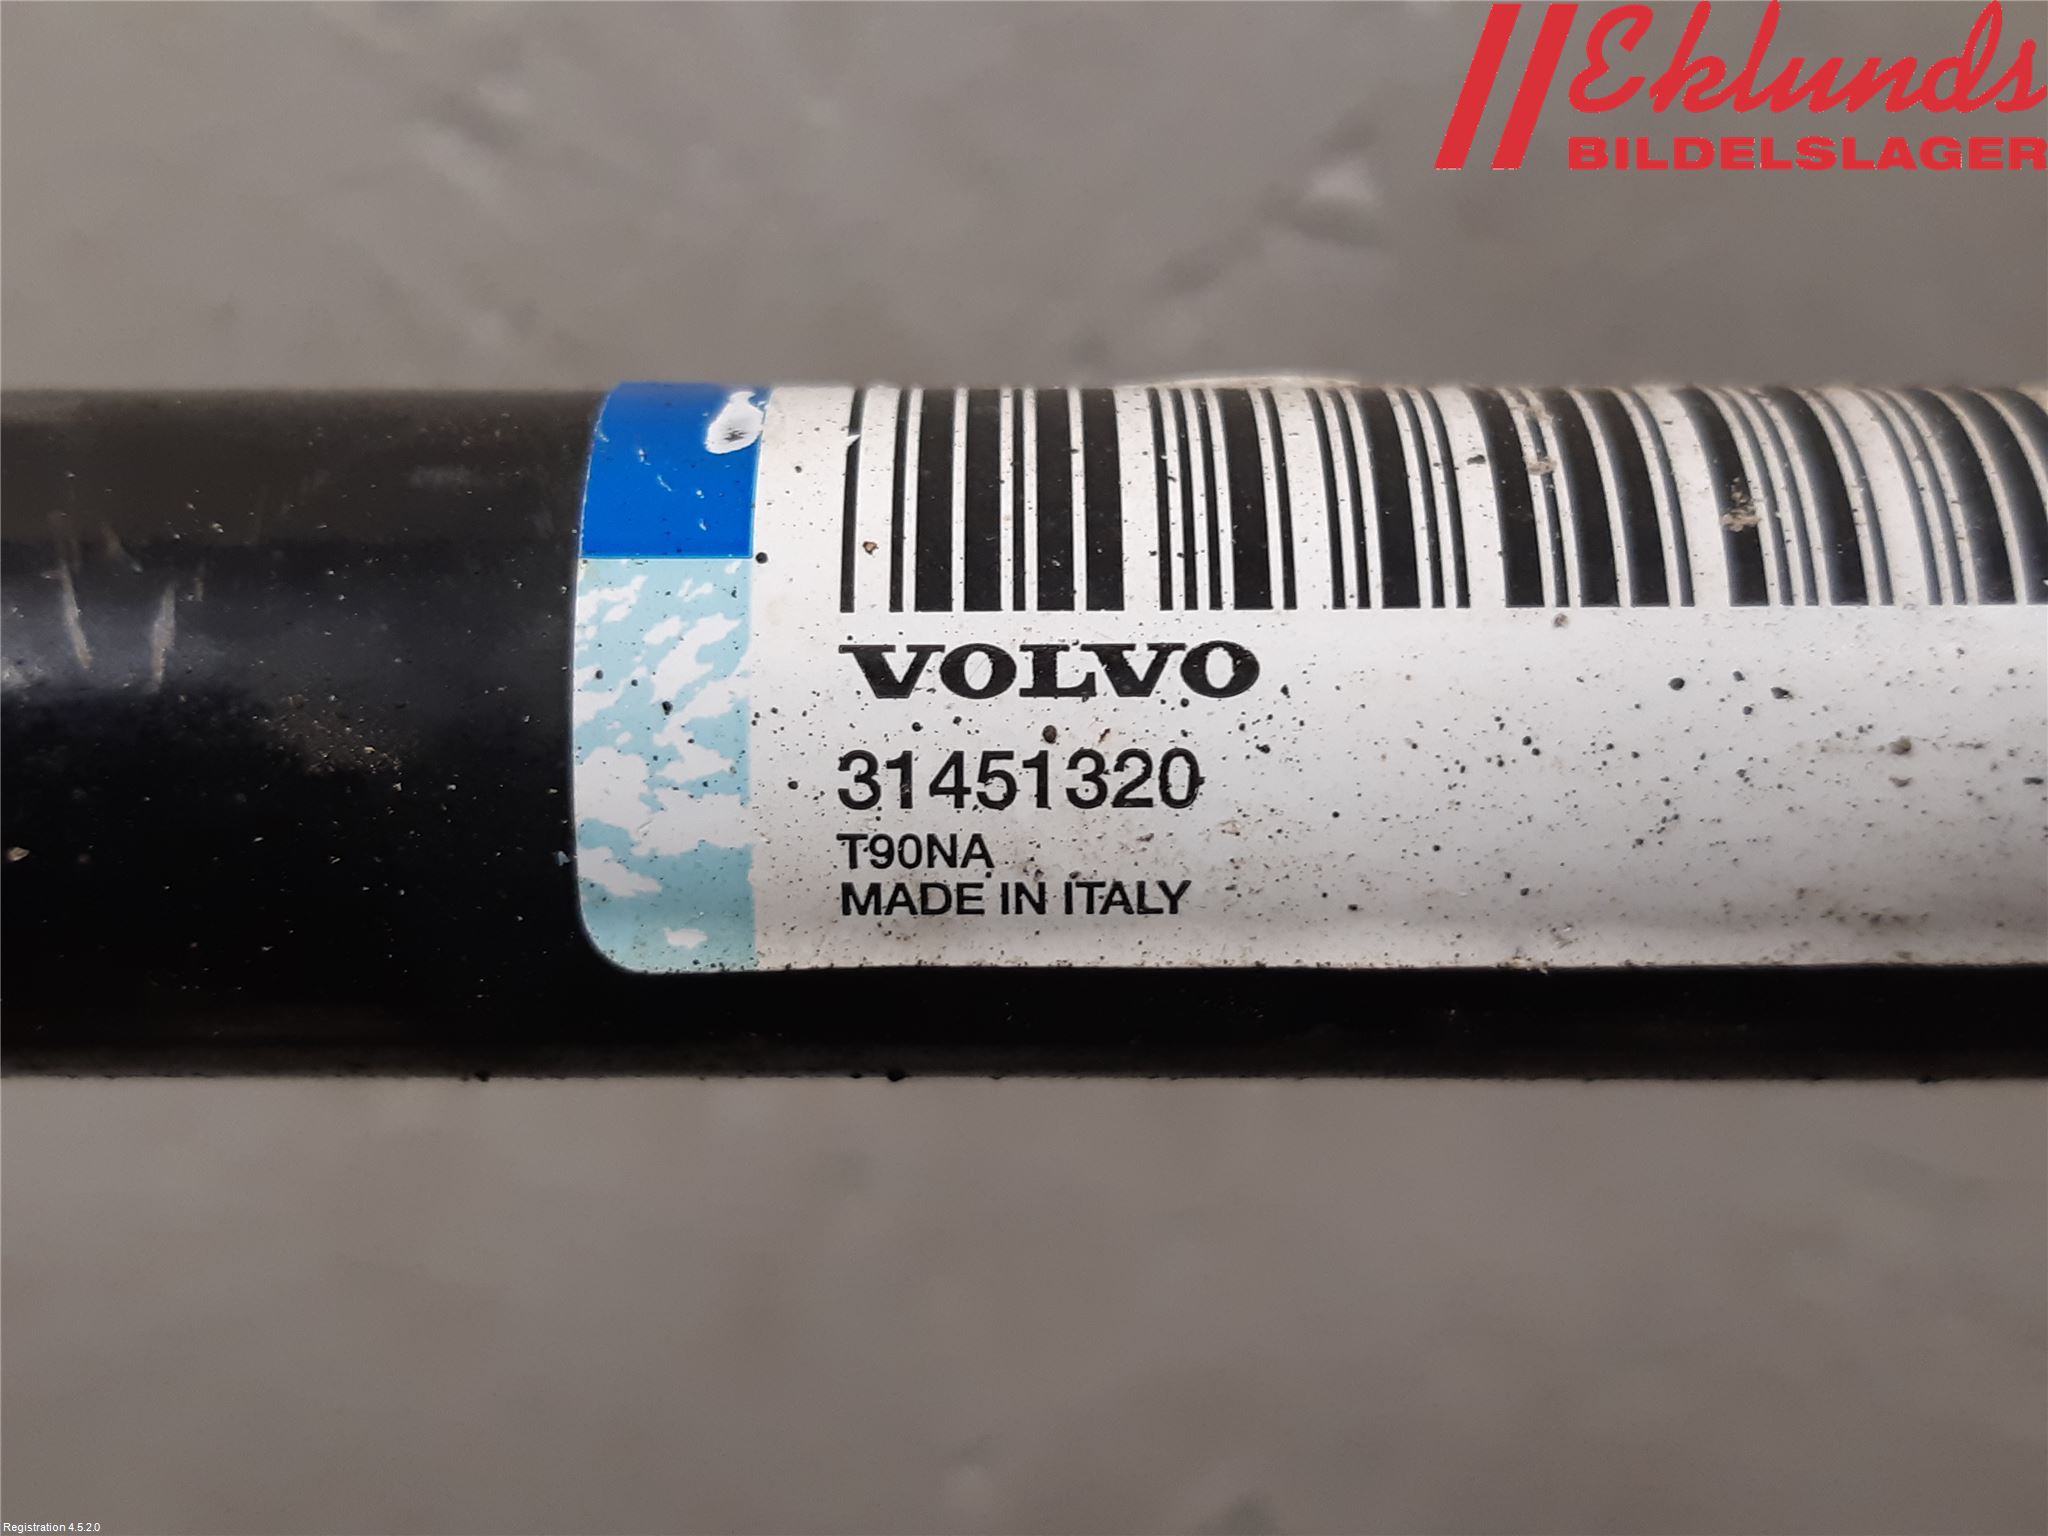 Eklunds
BILDELSLAGER
VOLVO
31451320
T90NA
MADE IN ITALY
Registration 4.5.2.0